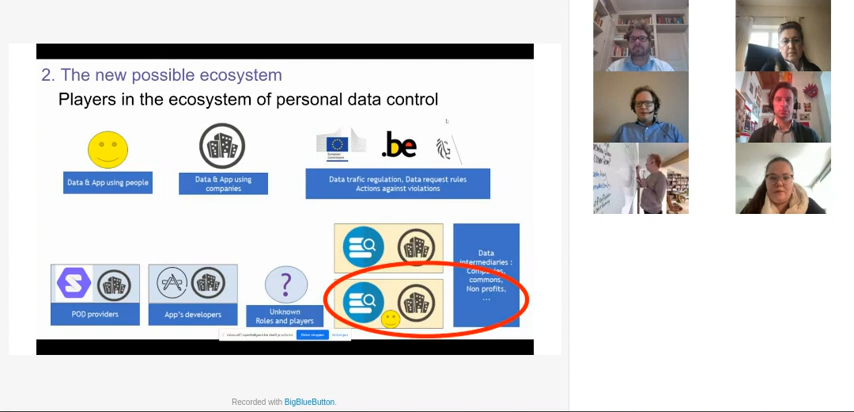 2. The new possible ecosystem
Players in the ecosystem of personal data control
.be
Data & App using people
Data & App using
companies
Data trafic regulation, Data request rules
Actions against violations
Data
intermediaries :
Companies,
commons,
Non profits,
...
?
POD providers
App's developers
Unknown
Roles and players
Recorded with BigBlueButton.